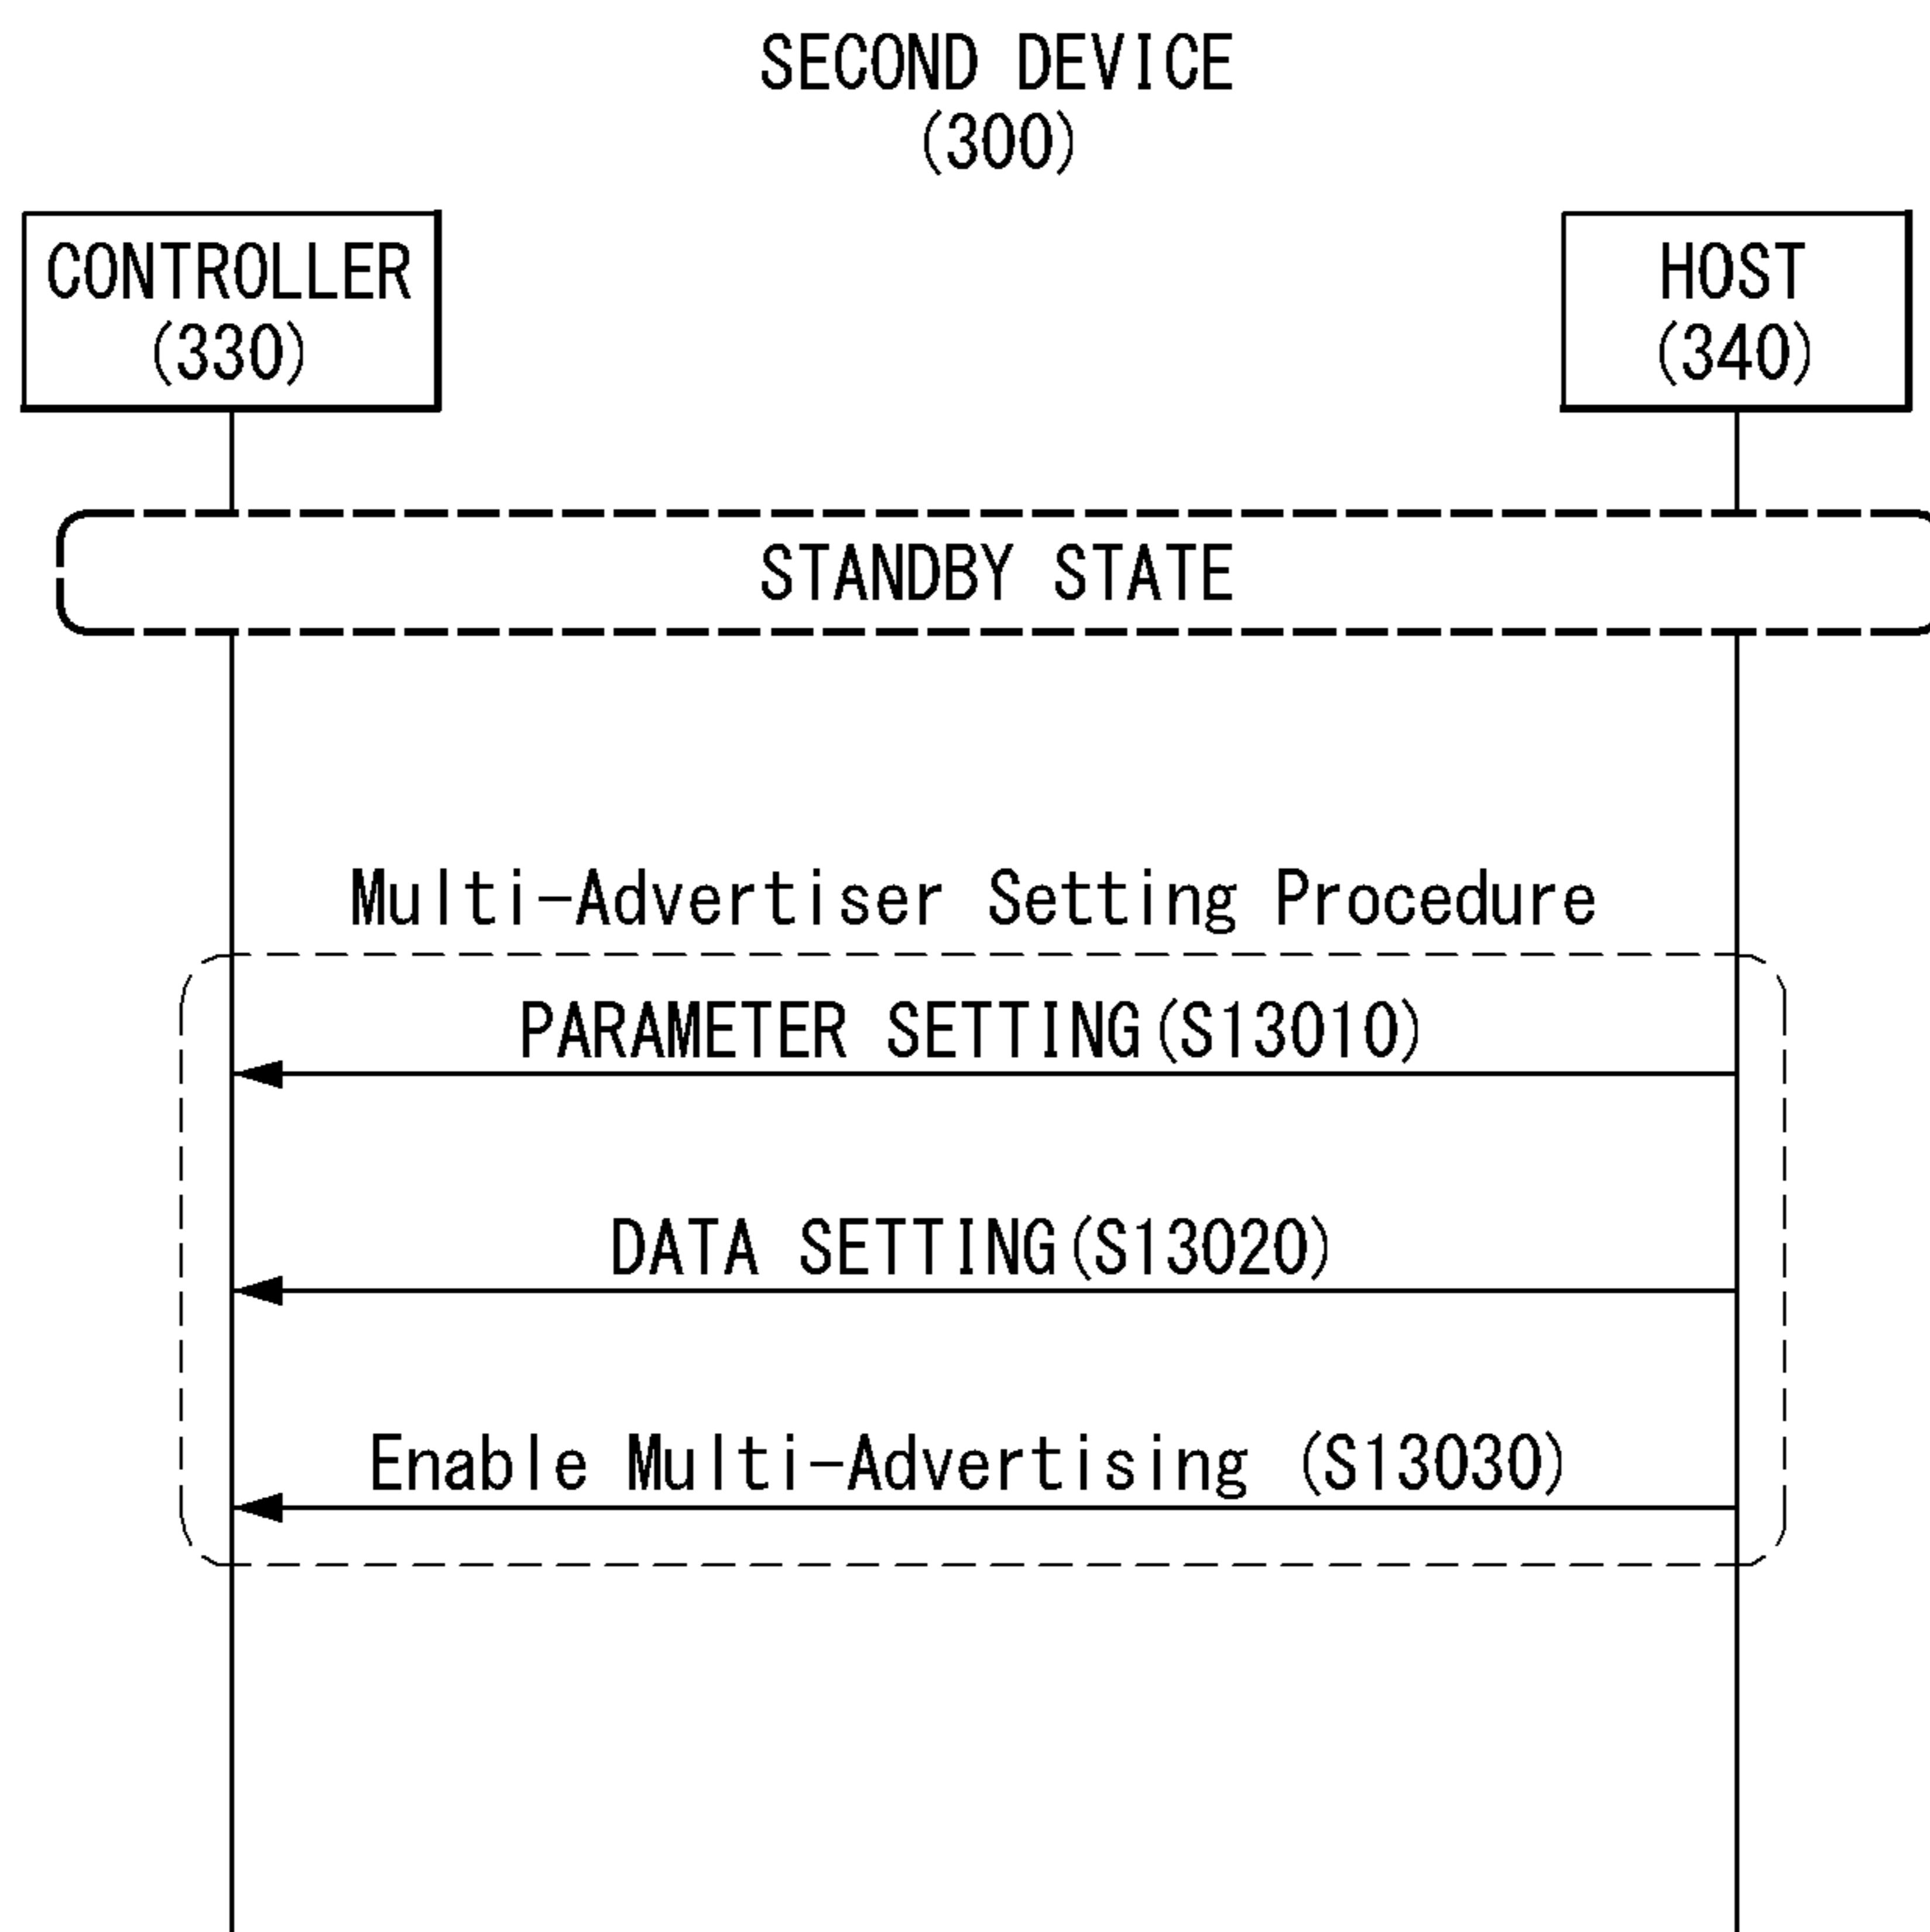 SECOND DEVICE
(300)
CONTROLLER
(330)
HOST
(340)
STANDBY STATE
Multi-Advertiser Setting Procedure
PARAMETER SETTING(S13010)
DATA SETTING(S13020)
Enable Multi-Advertising (S13030)